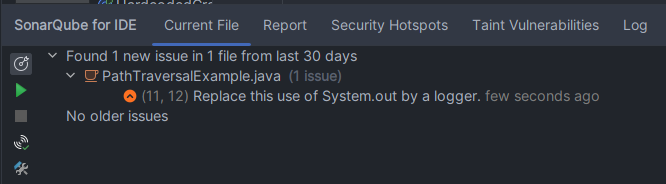 SonarQube for IDE Current File Report Security Hotspots Taint Vulnerabilities Log
Found 1 new issue in 1 file from last 30 days
PathTraversalExample.java (1 issue)
(11, 12) Replace this use of System.out by a logger. few seconds ago
No older issues